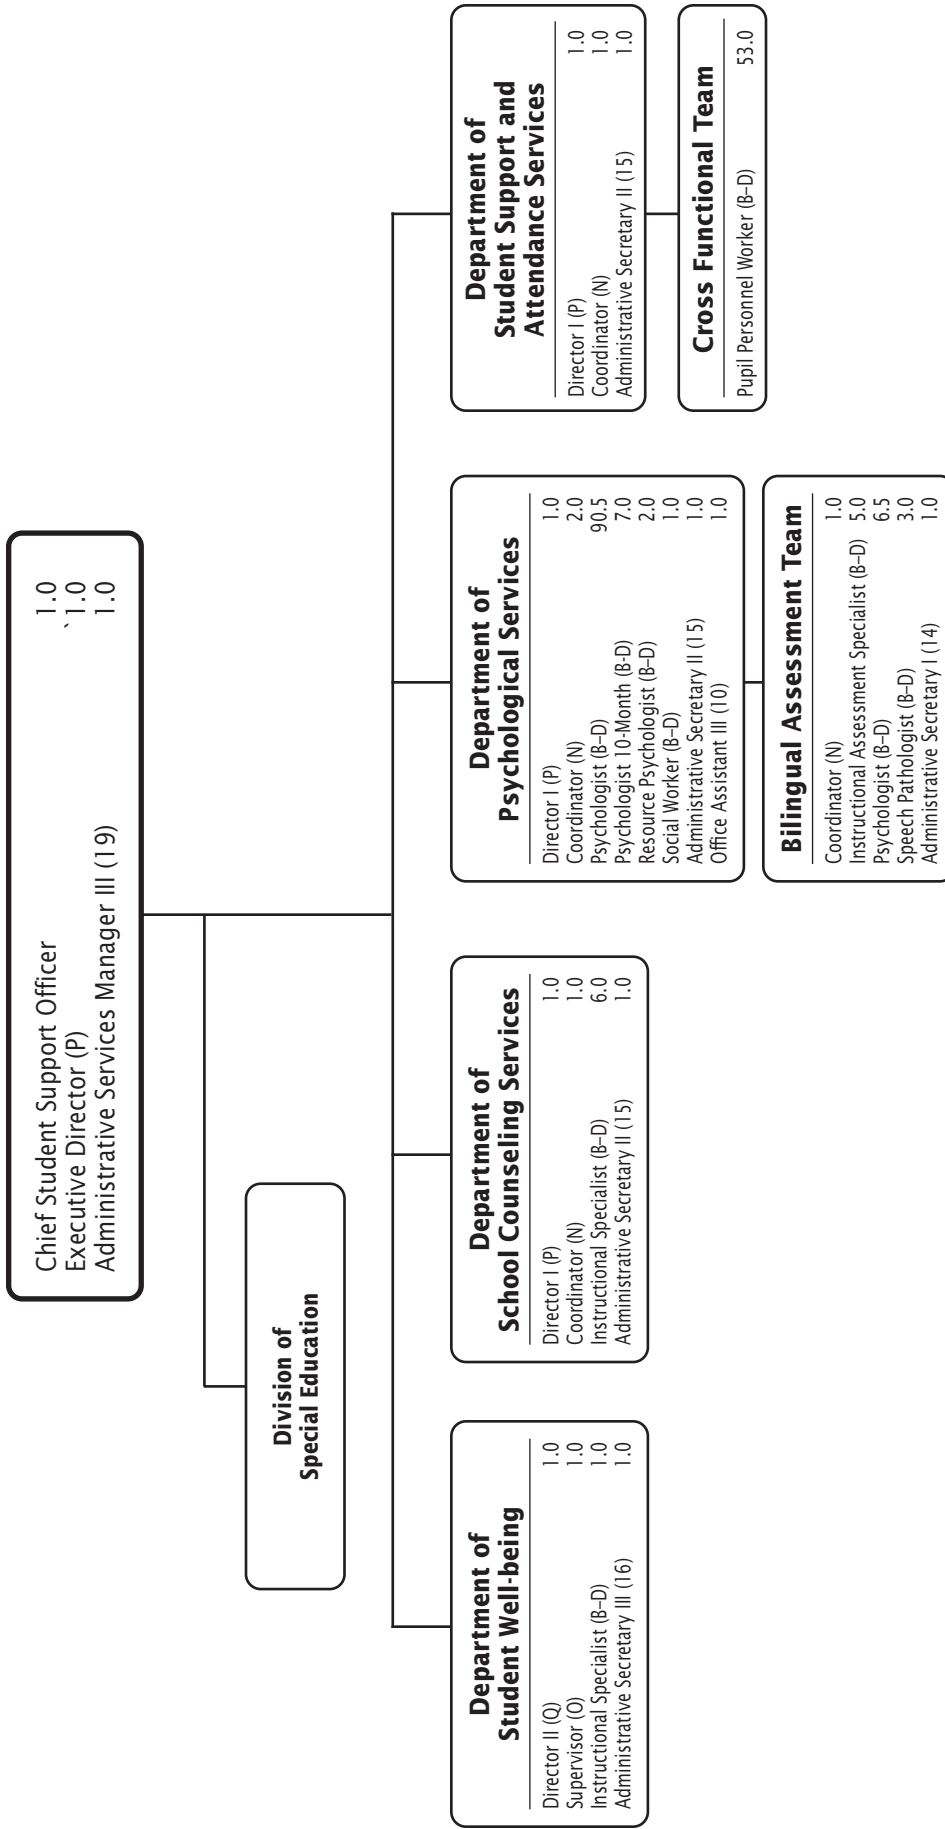 Chief Student Support Officer 1.0
Executive Director (P) `1.0
Administrative Services Manager III (19) 1.0
Division of
Special Education
Department of
Student Well-being
Director II (Q) 1.0
Supervisor (O) 1.0
Instructional Specialist (B–D) 1.0
Administrative Secretary III (16) 1.0
Department of
School Counseling Services
Director I (P) 1.0
Coordinator (N) 1.0
Instructional Specialist (B–D) 6.0
Administrative Secretary II (15) 1.0
Department of
Psychological Services
Director I (P) 1.0
Coordinator (N) 2.0
Psychologist (B–D) 90.5
Psychologist 10-Month (B-D) 7.0
Resource Psychologist (B–D) 2.0
Social Worker (B–D) 1.0
Administrative Secretary II (15) 1.0
Office Assistant III (10) 1.0
Bilingual Assessment Team
Coordinator (N) 1.0
Instructional Assessment Specialist (B–D) 5.0
Psychologist (B–D) 6.5
Speech Pathologist (B–D) 3.0
Administrative Secretary I (14) 1.0
Department of
Student Support and
Attendance Services
Director I (P) 1.0
Coordinator (N) 1.0
Administrative Secretary II (15) 1.0
Cross Functional Team
Pupil Personnel Worker (B–D) 53.0